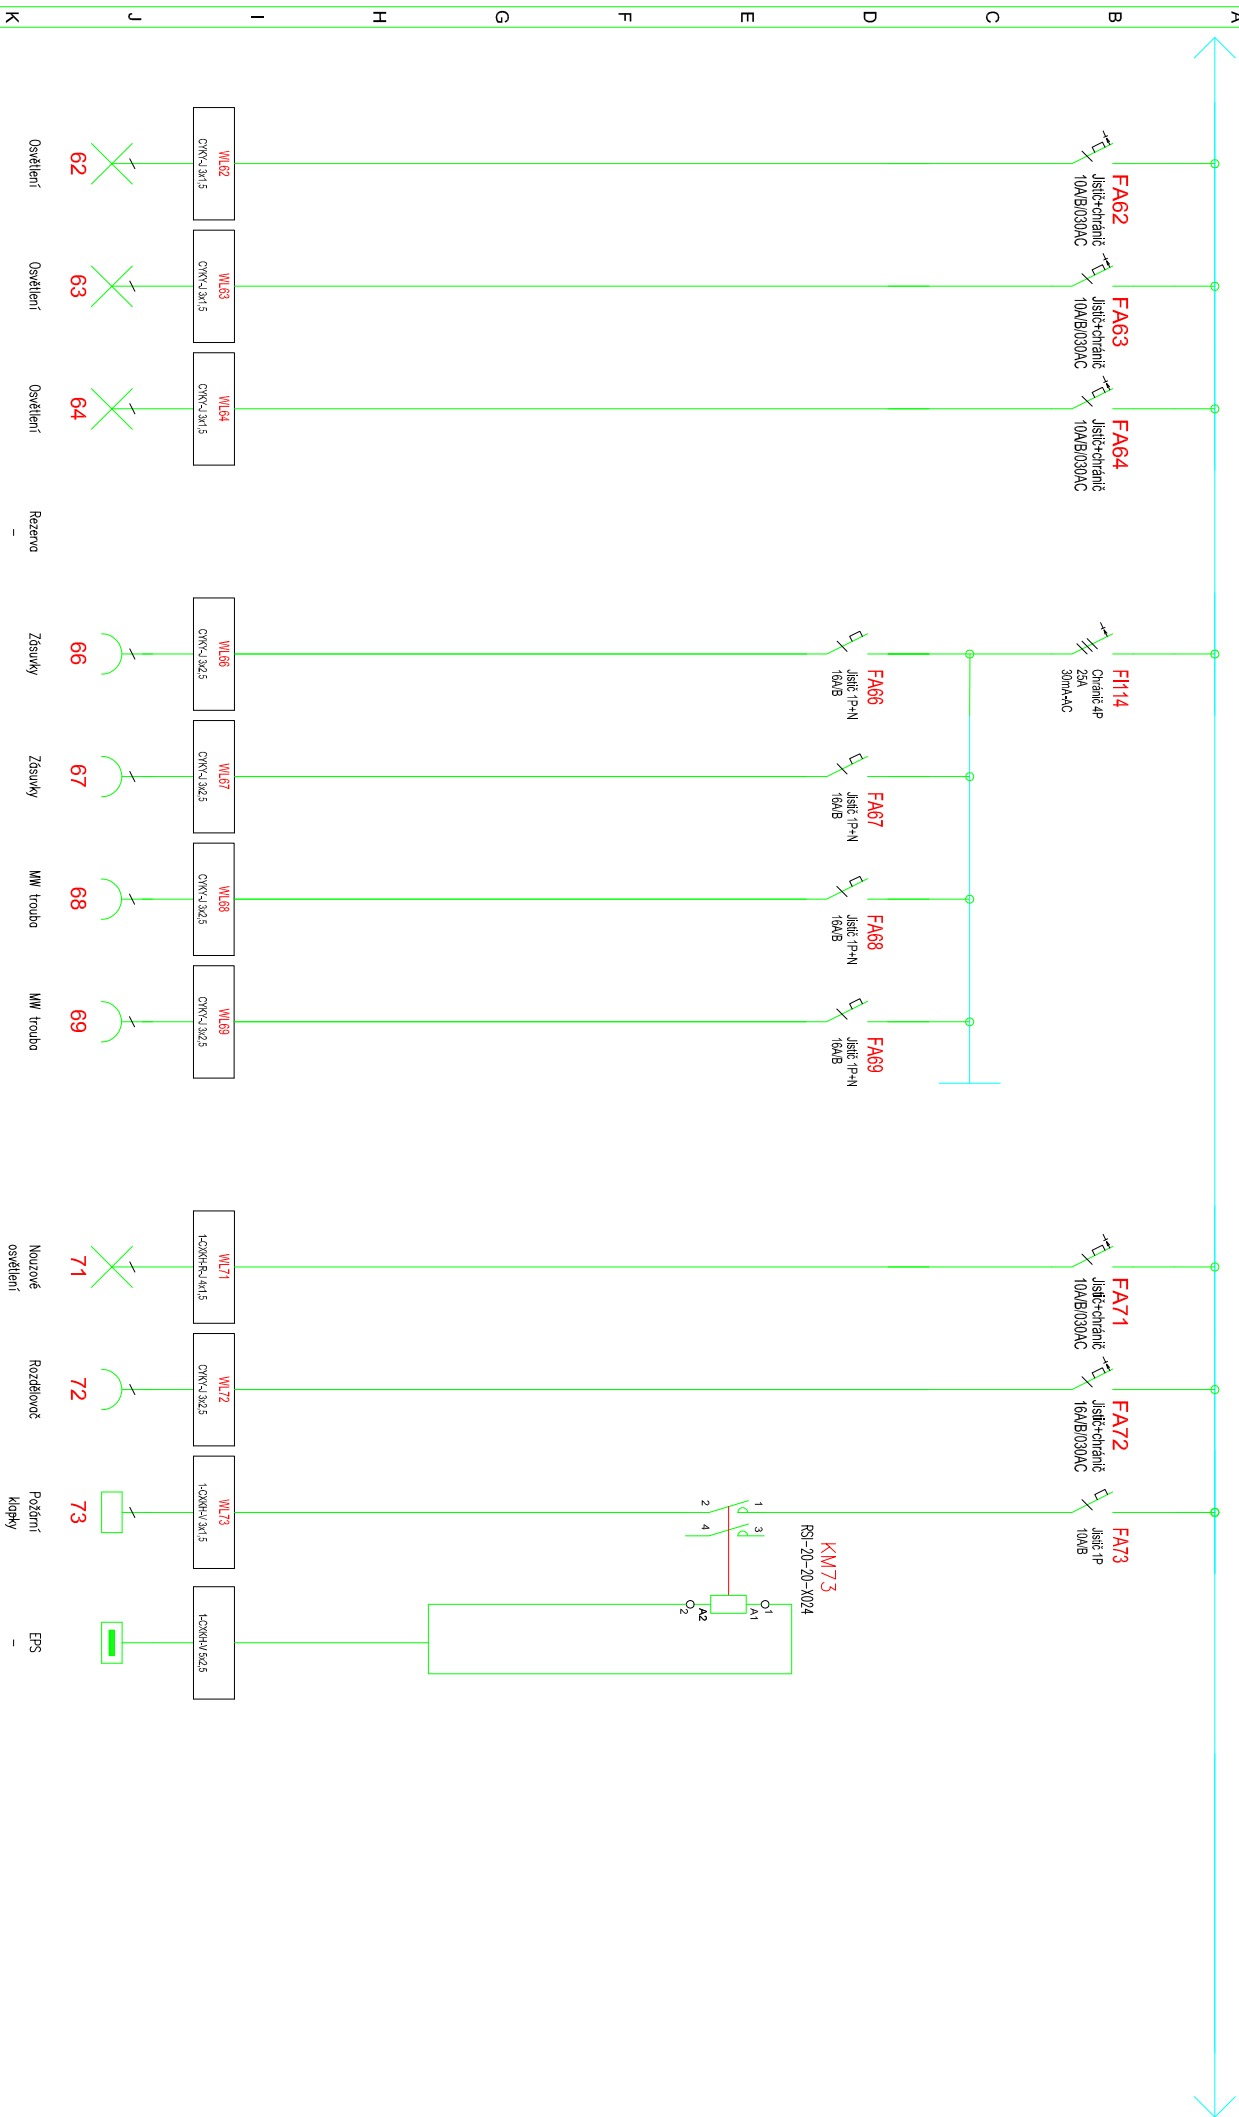 A
B
C
D
E
F
G
H
I
J
K
FA62
Jistič+chránič
10A/B/030AC
FA63
Jistič+chránič
10A/B/030AC
FA64
Jistič+chránič
10A/B/030AC
FI114
Chránič 4P
25A
30mA-AC
FA71
Jistič+chránič
10A/B/030AC
FA72
Jistič+chránič
16A/B/030AC
FA73
Jistič 1P
10A/B
FA66
Jistič 1P+N
16A/B
FA67
Jistič 1P+N
16A/B
FA68
Jistič 1P+N
16A/B
FA69
Jistič 1P+N
16A/B
KM73
RSI-20-20-X024
1
2
3
4
1
A1
A2
2
WL62
CYKY-J 3x1,5
WL63
CYKY-J 3x1,5
WL64
CYKY-J 3x1,5
WL66
CYKY-J 3x2,5
WL67
CYKY-J 3x2,5
WL68
CYKY-J 3x2,5
WL69
CYKY-J 3x2,5
WL71
1-CXKH-R-J 4x1,5
WL72
CYKY-J 3x2,5
WL73
1-CXKH-V 3x1,5
1-CXKH-V 5x2,5
62
Osvětlení
63
Osvětlení
64
Osvětlení
Rezerva
–
66
Zásuvky
67
Zásuvky
68
MW trouba
69
MW trouba
71
Nouzové
osvětlení
72
Rozdělovač
73
Požární
klapky
EPS
–